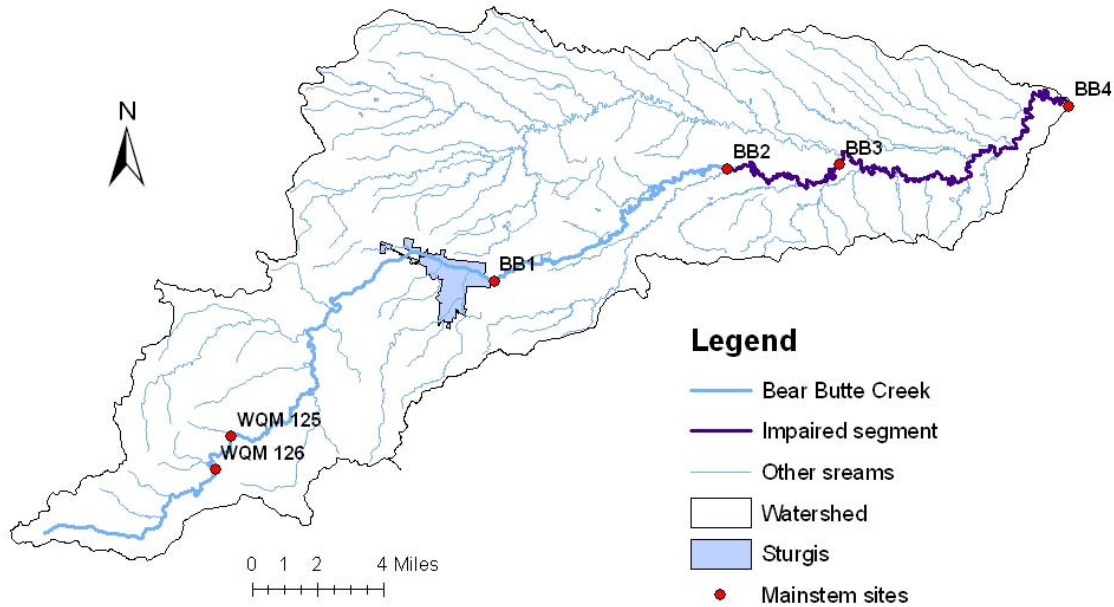 BB4
N
BB2
BB3
BB1
Legend
Bear Butte Creek
WQM 125
Impaired segment
WQM 126
Other sreams
Watershed
0 1 2 4 Miles
Sturgis
Mainstem sites